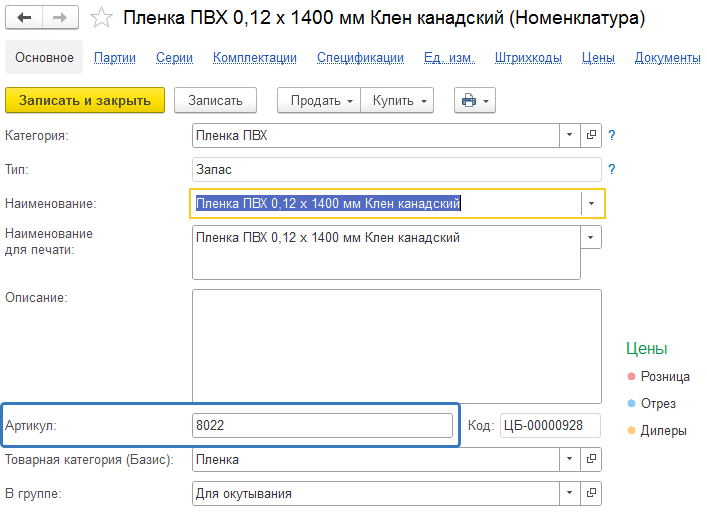 Пленка ПВХ 0,12 х 1400 мм Клен канадский (Номенклатура)
Основное Партии Серии Комплектации Спецификации Ед. изм. Штрихкоды Цены Документы
Записать и закрыть Записать Продать Купить
Категория: Пленка ПВХ ?
Тип: Запас ?
Наименование: Пленка ПВХ 0,12 х 1400 мм Клен канадский
Наименование Пленка ПВХ 0,12 х 1400 мм Клен канадский
для печати:
Описание:
Цены
Розница
Отрез
Дилеры
Артикул: 8022 Код: ЦБ-00000928
Товарная категория (Базис): Пленка
В группе: Для окутывания